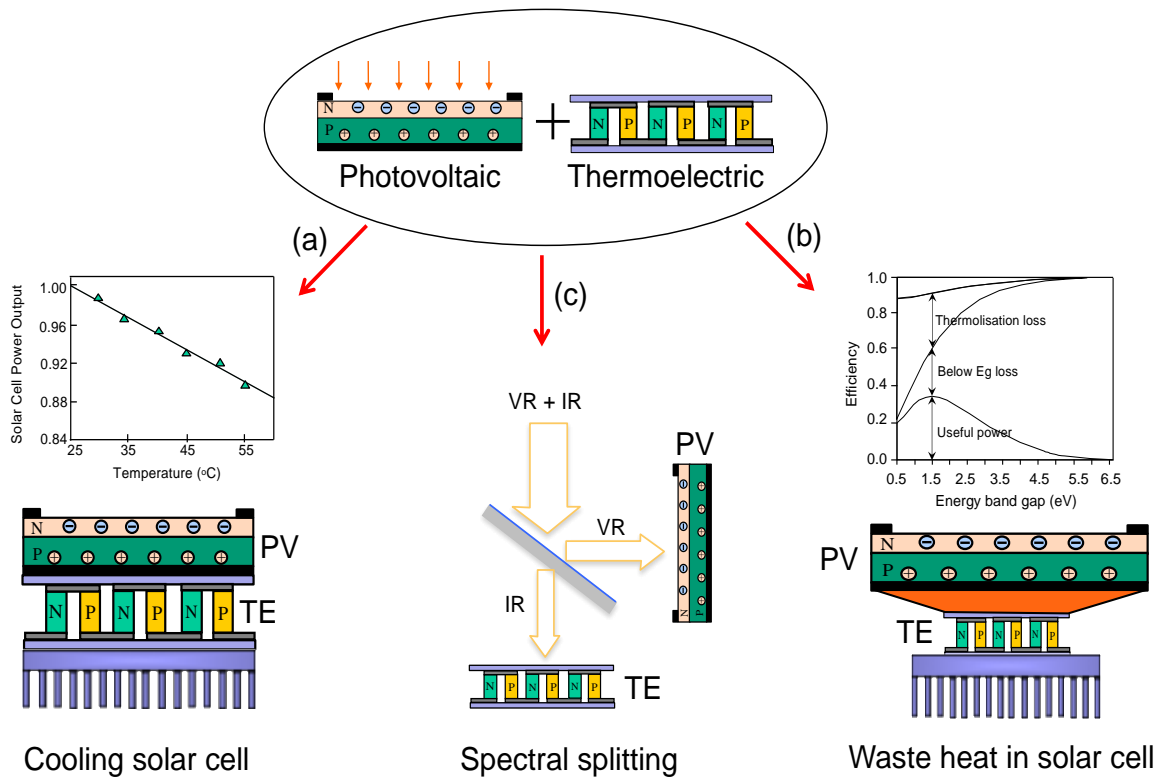 N
P
Photovoltaic
+
N P N P N P
Thermoelectric
(a)
(b)
(c)
Solar Cell Power Output
1.00
0.96
0.92
0.88
0.84
25 35 45 55
Temperature (oC)
N
P
PV
N P N P N P
TE
Cooling solar cell
VR + IR
VR
IR
PV
N P
N P N P N P
TE
Spectral splitting
Efficiency
1.0
0.8
0.6
0.4
0.2
0.0
Thermolisation loss
Below Eg loss
Useful power
0.5 1.5 2.5 3.5 4.5 5.5 6.5
Energy band gap (eV)
N
P
PV
TE
N P N P N P
Waste heat in solar cell